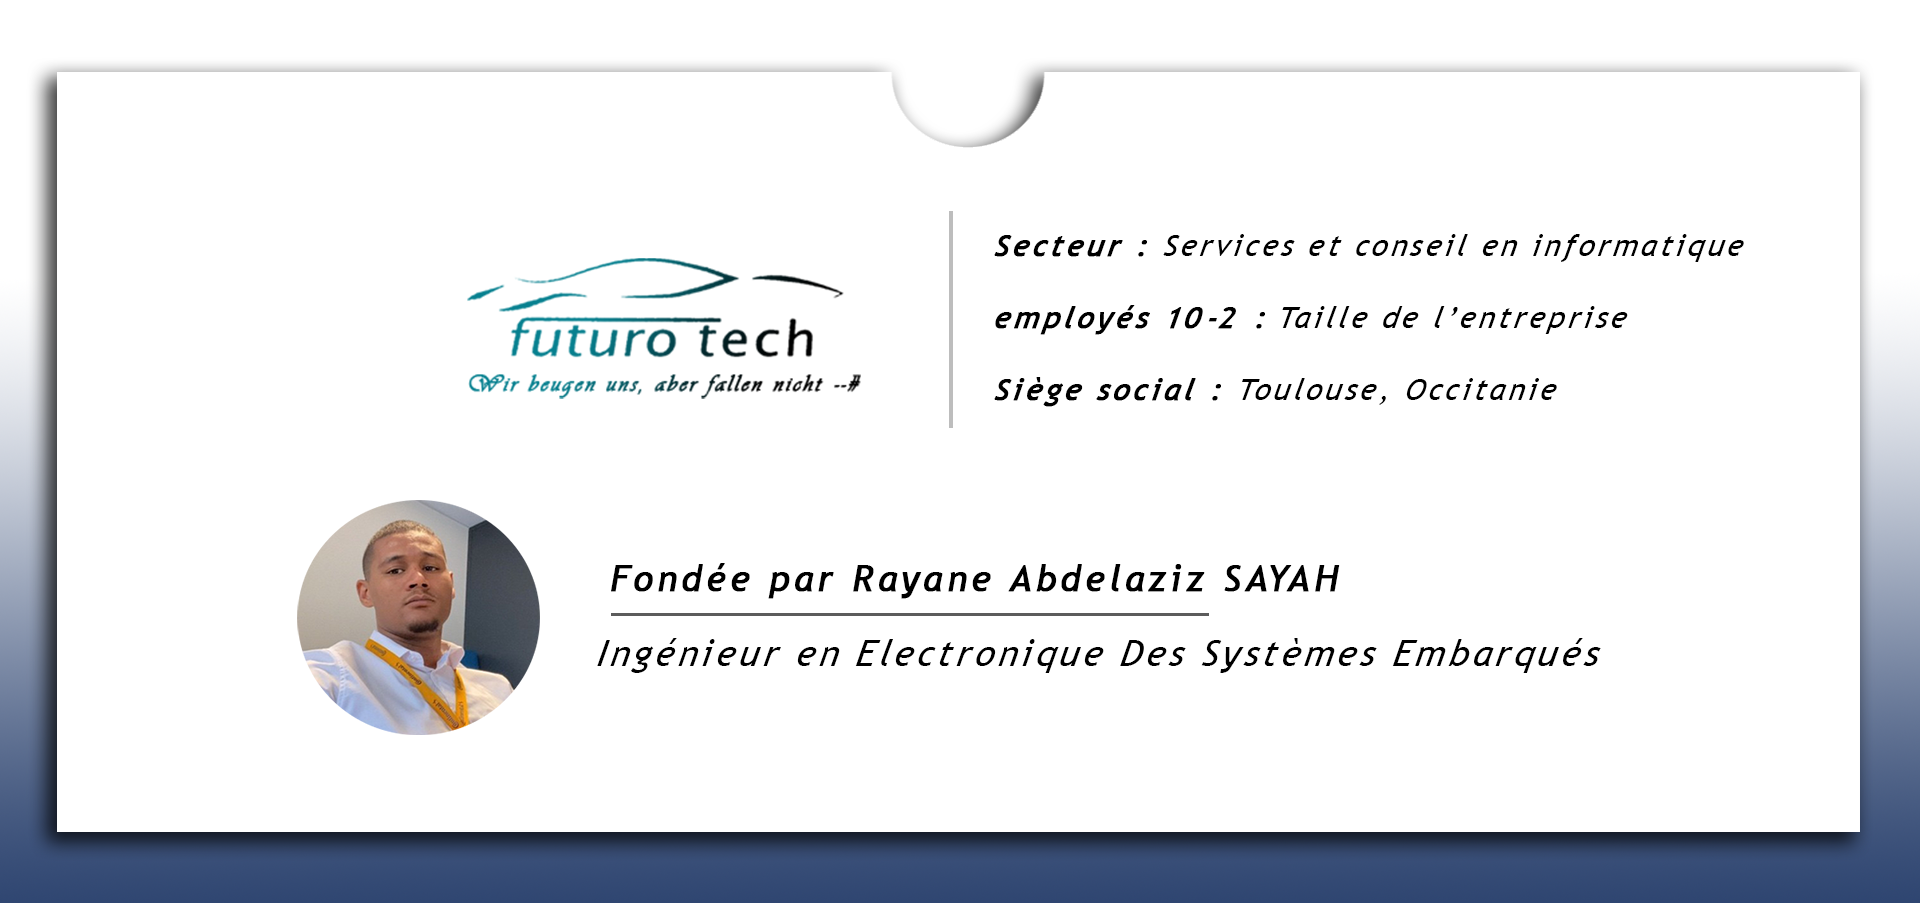 futuro tech
Wir beugen uns, aber fallen nicht --#
Secteur : Services et conseil en informatique
employés 10-2 : Taille de l’entreprise
Siège social : Toulouse, Occitanie
Fondée par Rayane Abdelaziz SAYAH
Ingénieur en Electronique Des Systèmes Embarqués